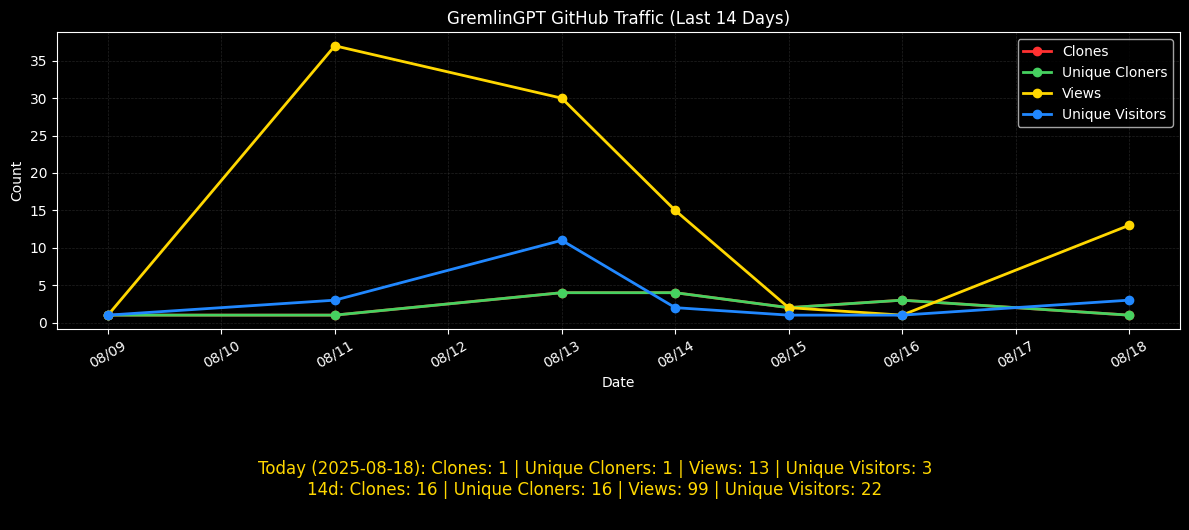 GremlinGPT GitHub Traffic (Last 14 Days)
Clones
Unique Cloners
Views
Unique Visitors
Count
35
30
25
20
15
10
5
0
08/09
08/10
08/11
08/12
08/13
08/14
08/15
08/16
08/17
08/18
Date
Today (2025-08-18): Clones: 1 | Unique Cloners: 1 | Views: 13 | Unique Visitors: 3
14d: Clones: 16 | Unique Cloners: 16 | Views: 99 | Unique Visitors: 22